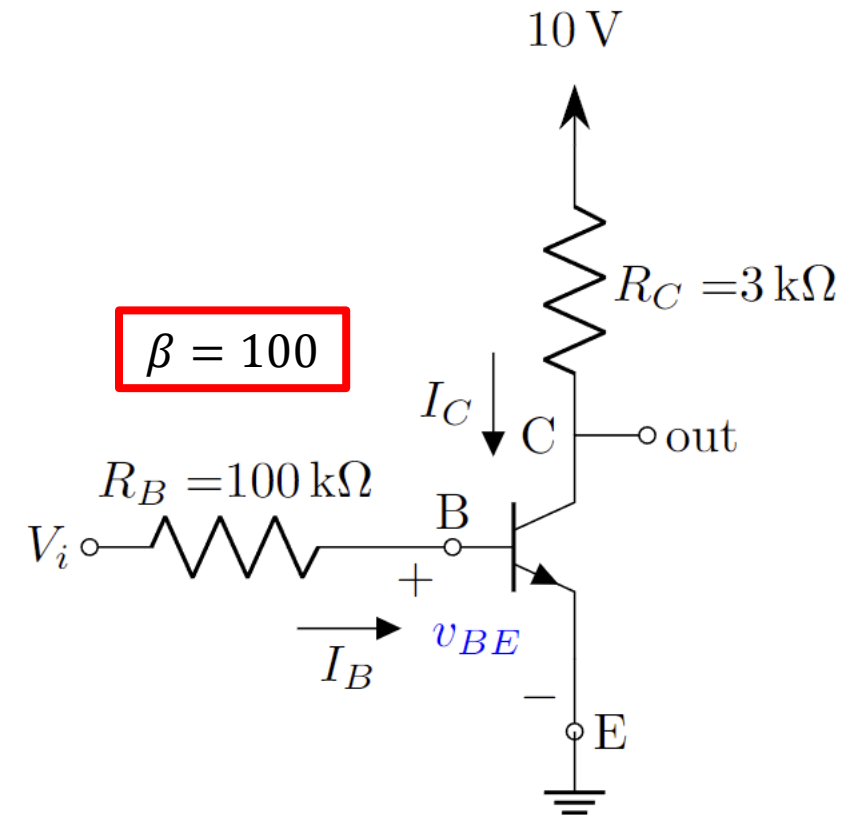 10 V
R_C =3 kΩ
β = 100
I_C
C
out
R_B =100 kΩ
B
V_i
+
v_BE
I_B
−
E